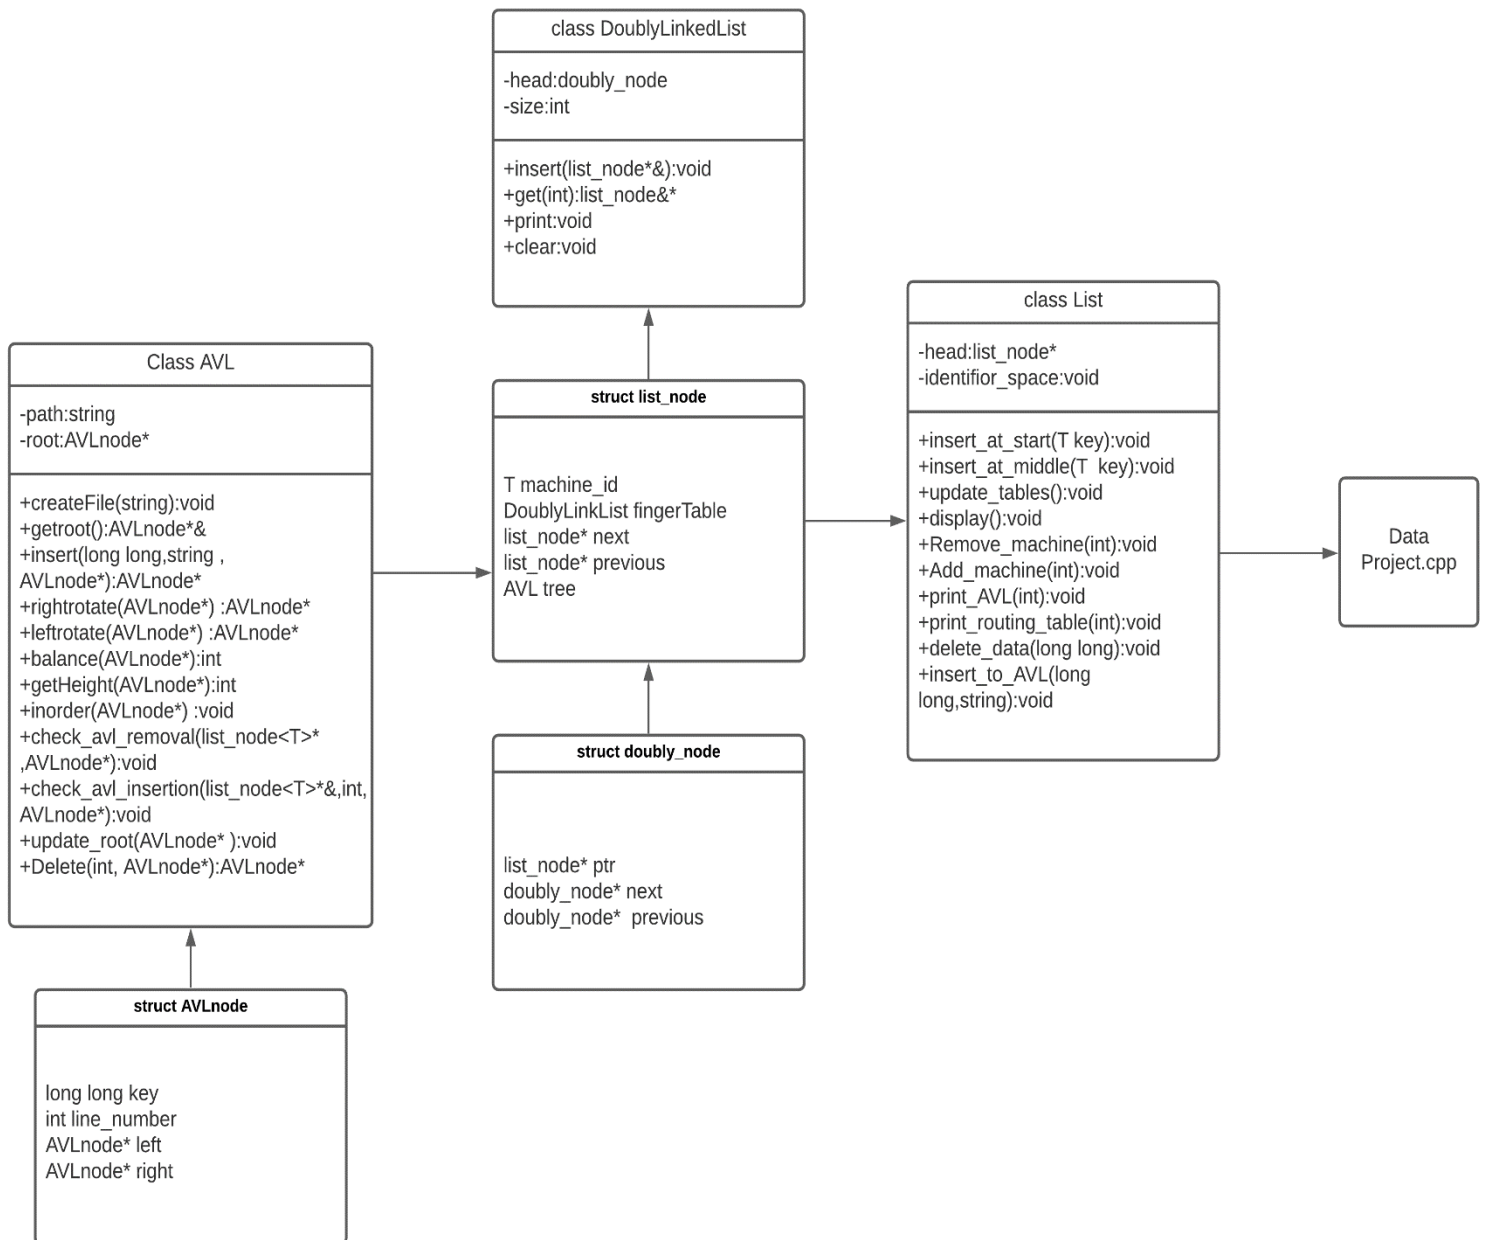 class DoublyLinkedList
-head:doubly_node
-size:int
+insert(list_node*&):void
+get(int):list_node&*
+print:void
+clear:void
class List
-head:list_node*
-identifior_space:void
+insert_at_start(T key):void
+insert_at_middle(T  key):void
+update_tables():void
+display():void
+Remove_machine(int):void
+Add_machine(int):void
+print_AVL(int):void
+print_routing_table(int):void
+delete_data(long long):void
+insert_to_AVL(long
long,string):void
Class AVL
-path:string
-root:AVLnode*
+createFile(string):void
+getroot():AVLnode*&
+insert(long long,string ,
AVLnode*):AVLnode*
+rightrotate(AVLnode*) :AVLnode*
+leftrotate(AVLnode*) :AVLnode*
+balance(AVLnode*):int
+getHeight(AVLnode*):int
+inorder(AVLnode*) :void
+check_avl_removal(list_node<T>*
,AVLnode*):void
+check_avl_insertion(list_node<T>*&,int,
AVLnode*):void
+update_root(AVLnode* ):void
+Delete(int, AVLnode*):AVLnode*
struct list_node
T machine_id
DoublyLinkList fingerTable
list_node* next
list_node* previous
AVL tree
Data
Project.cpp
struct doubly_node
list_node* ptr
doubly_node* next
doubly_node*  previous
struct AVLnode
long long key
int line_number
AVLnode* left
AVLnode* right